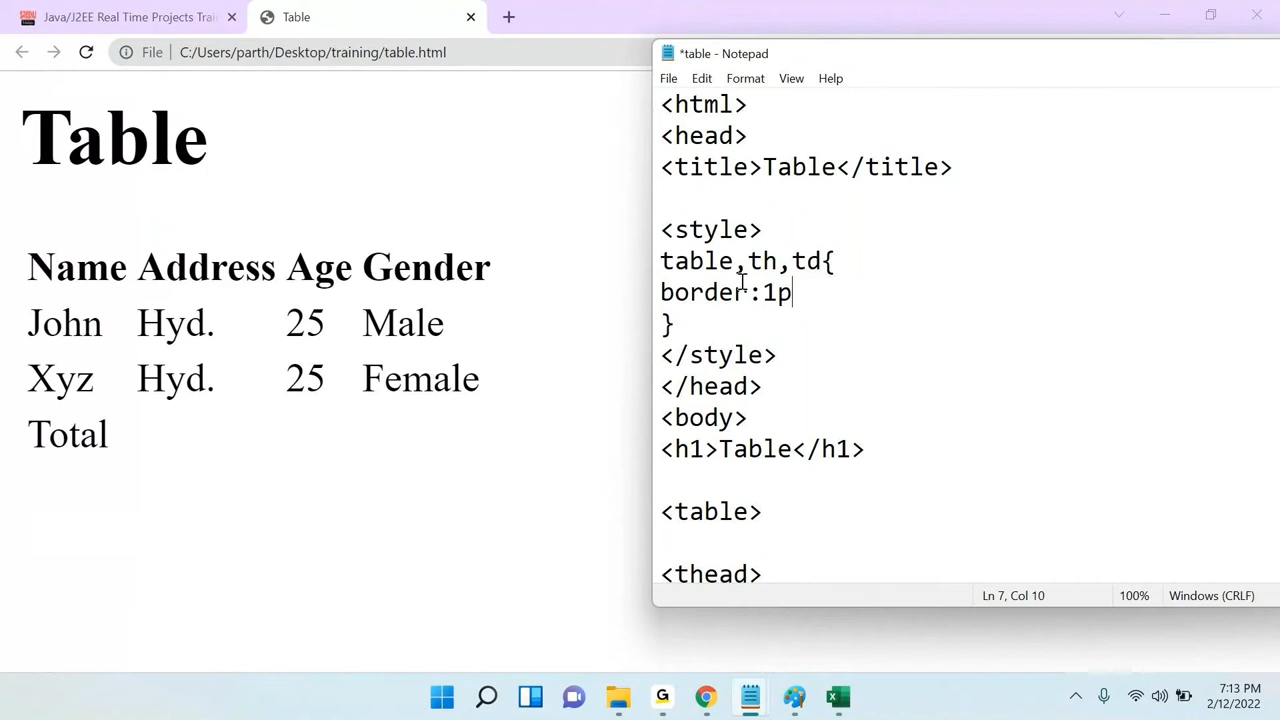 Java/J2EE Real Time Projects Trai
Table
File
C:/Users/parth/Desktop/training/table.html
Table
Name Address Age Gender
John Hyd. 25 Male
Xyz Hyd. 25 Female
Total
*table - Notepad
File Edit Format View Help
<html>
<head>
<title>Table</title>
<style>
table,th,td{
border:1p
}
</style>
</head>
<body>
<h1>Table</h1>
<table>
<thead>
Ln 7, Col 10 100% Windows (CRLF)
7:13 PM
2/12/2022